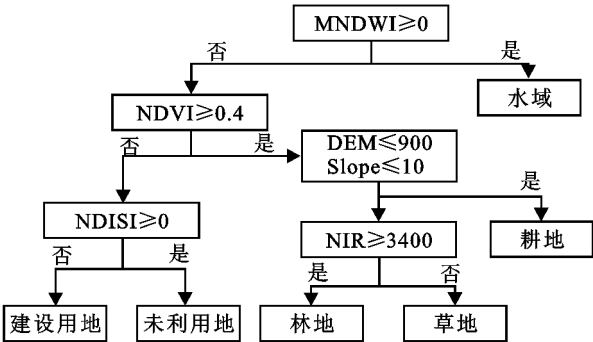 MNDWI≥0
否
是
NDVI≥0.4
水域
否
是
DEM≤900
Slope≤10
是
NDISI≥0
NIR≥3400
耕地
否
是
是
否
建设用地
未利用地
林地
草地